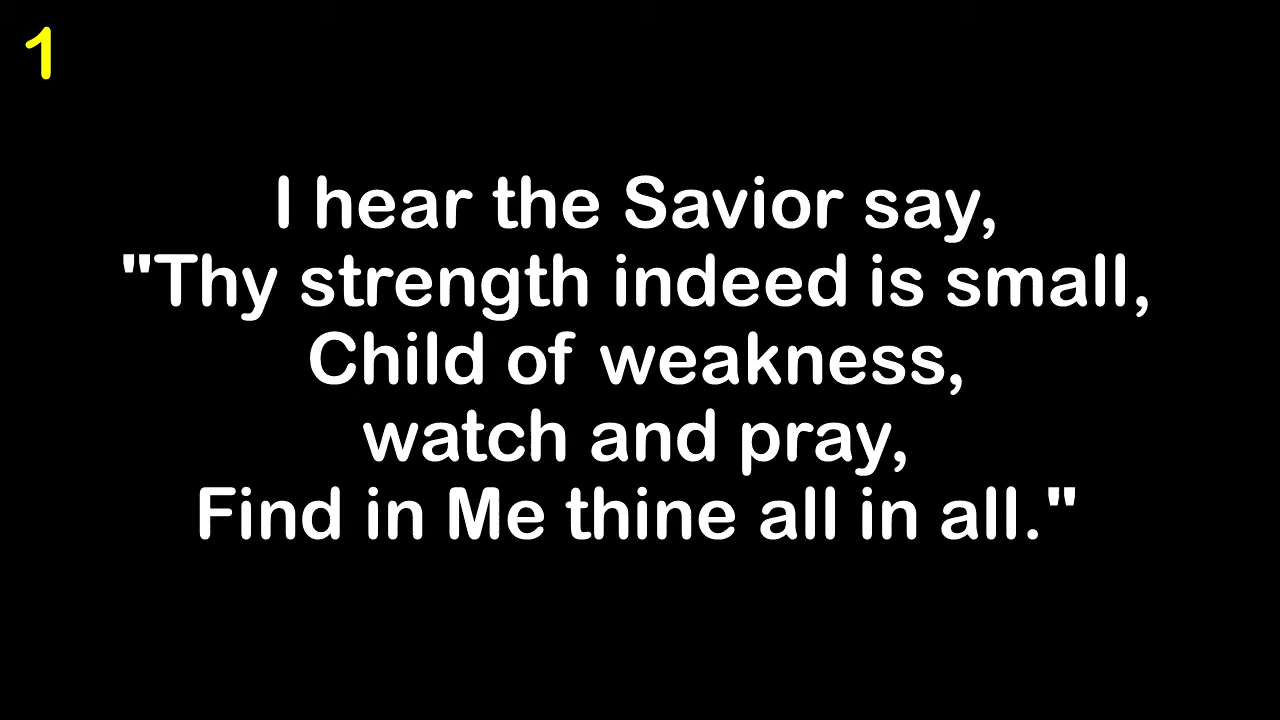 1
I hear the Savior say,
"Thy strength indeed is small,
Child of weakness,
watch and pray,
Find in Me thine all in all."